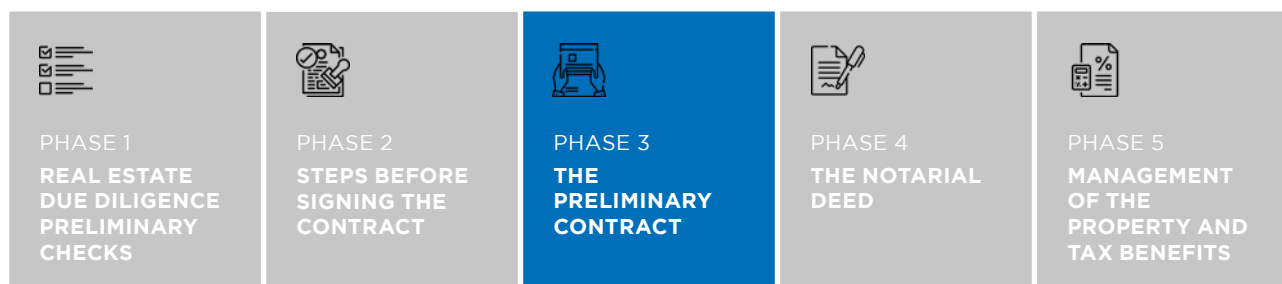 PHASE 1
REAL ESTATE
DUE DILIGENCE
PRELIMINARY
CHECKS
PHASE 2
STEPS BEFORE
SIGNING THE
CONTRACT
PHASE 3
THE
PRELIMINARY
CONTRACT
PHASE 4
THE NOTARIAL
DEED
PHASE 5
MANAGEMENT
OF THE
PROPERTY AND
TAX BENEFITS